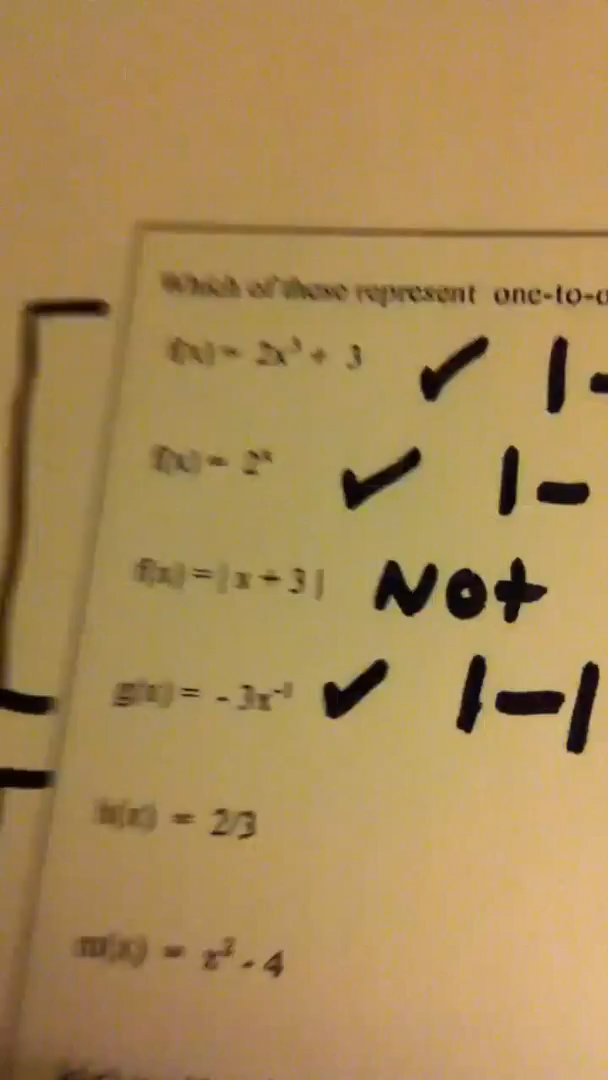 Which of these represent one-to-o
f(x) = 2x³ + 3 ✓ 1-
f(x) = 2ˣ ✓ 1-
f(x) = | x + 3 | Not
g(x) = - 3x⁻¹ ✓ 1-1
h(x) = 2/3
m(x) = x² - 4